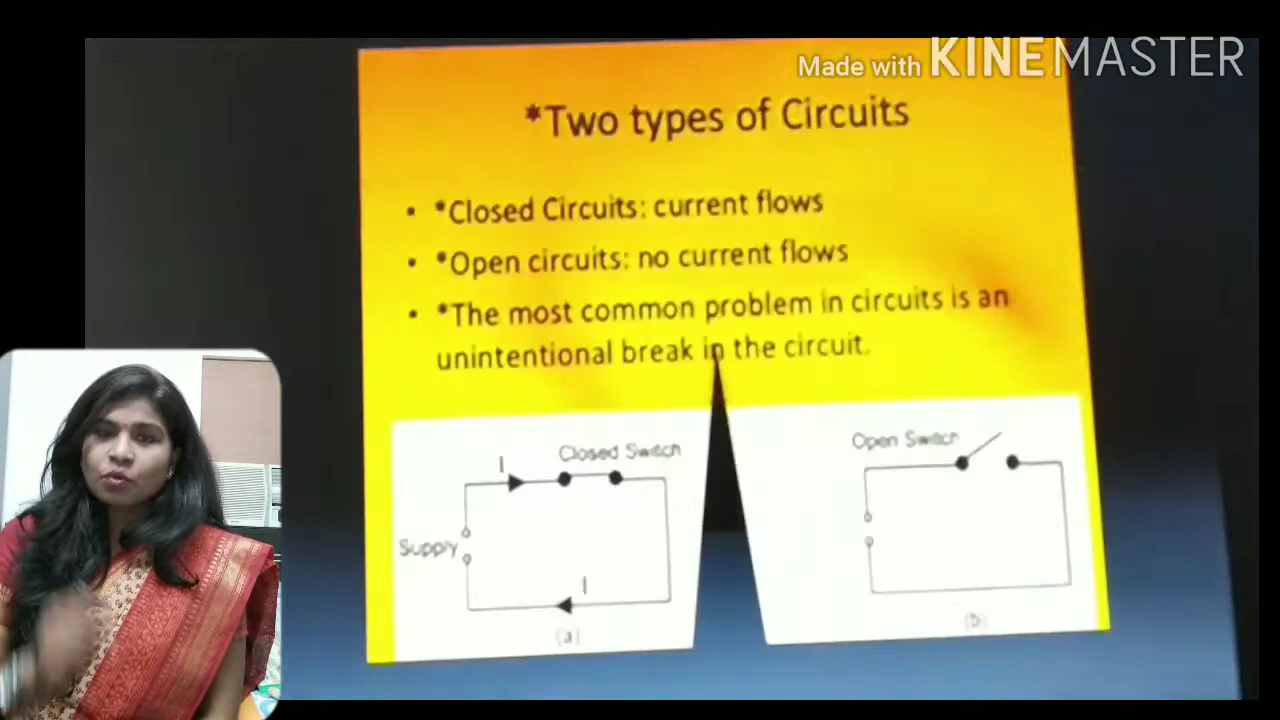 Made with KINEMASTER
*Two types of Circuits
• *Closed Circuits: current flows
• *Open circuits: no current flows
• *The most common problem in circuits is an
unintentional break in the circuit.
I
Closed Switch
Supply
I
(a)
Open Switch
(b)